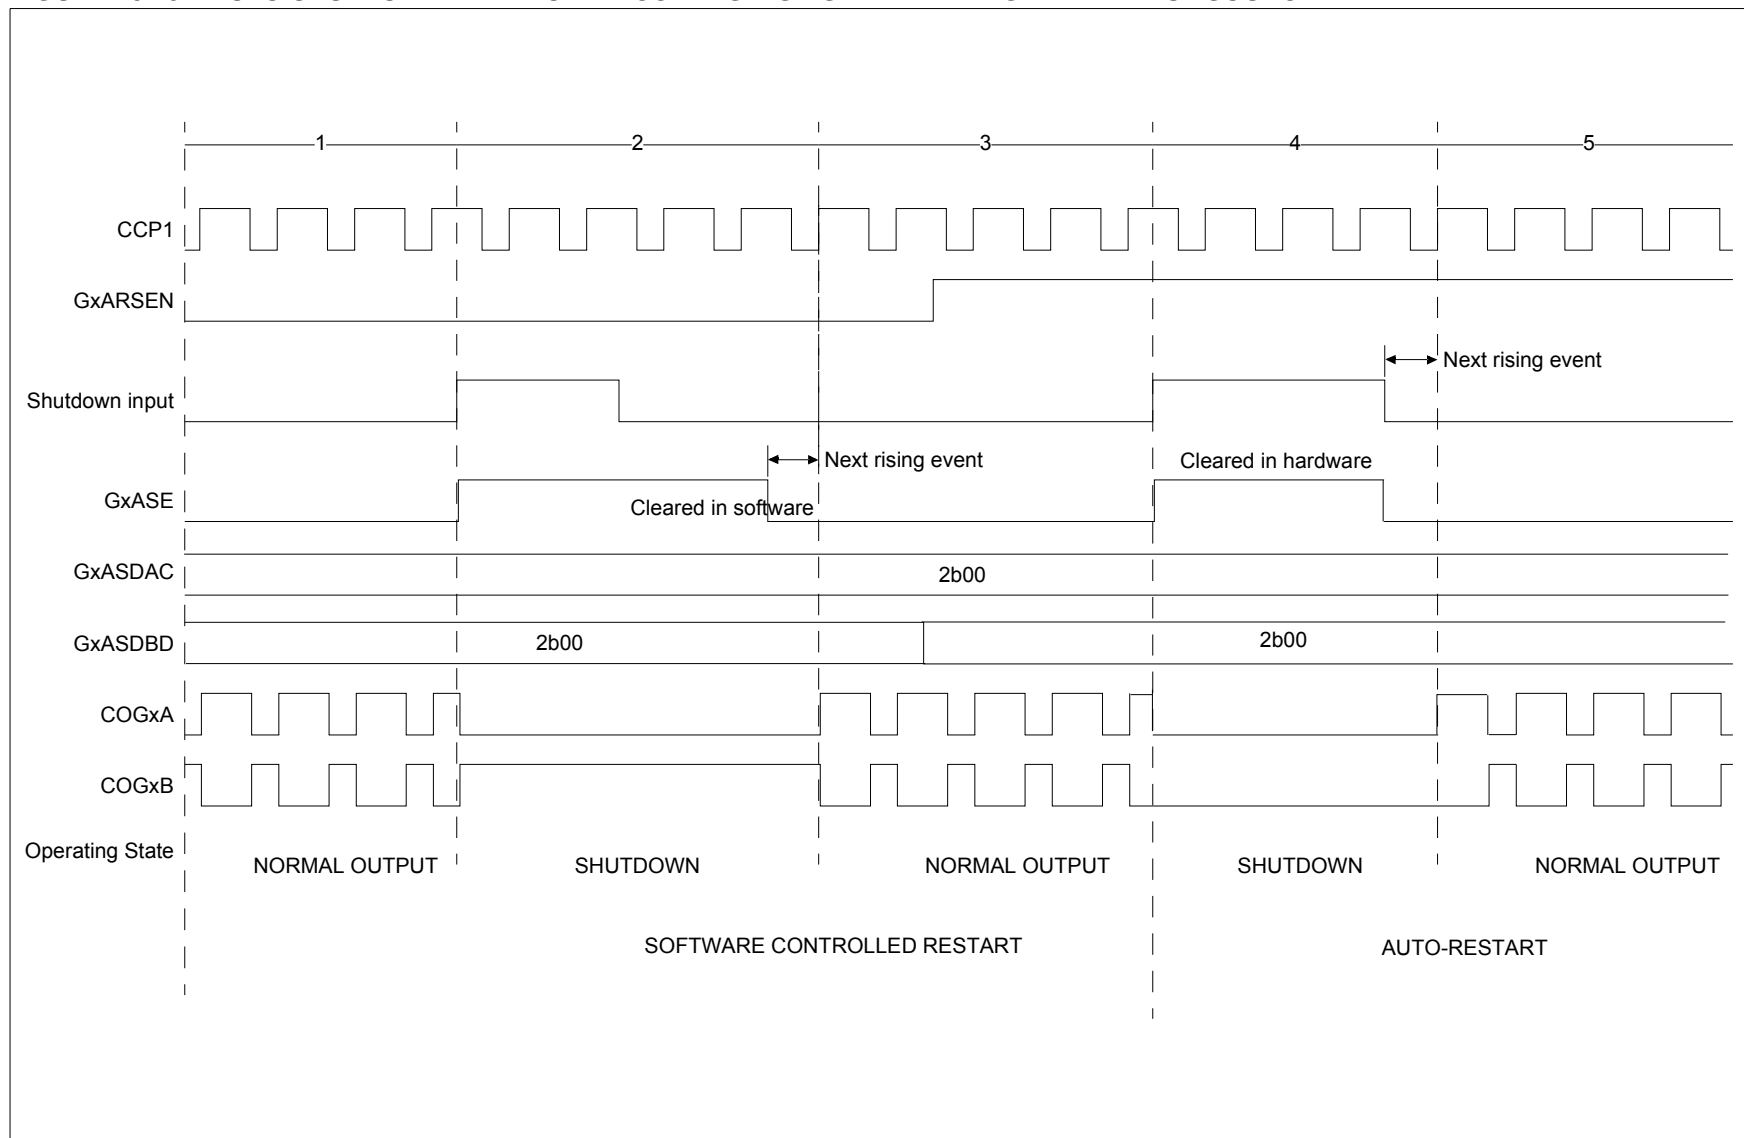 1 2 3 4 5
CCP1
GxARSEN
Next rising event
Shutdown input
Next rising event
Cleared in hardware
GxASE
Cleared in software
GxASDAC
2b00
GxASDBD
2b00
2b00
COGxA
COGxB
Operating State
NORMAL OUTPUT
SHUTDOWN
NORMAL OUTPUT
SHUTDOWN
NORMAL OUTPUT
SOFTWARE CONTROLLED RESTART
AUTO-RESTART